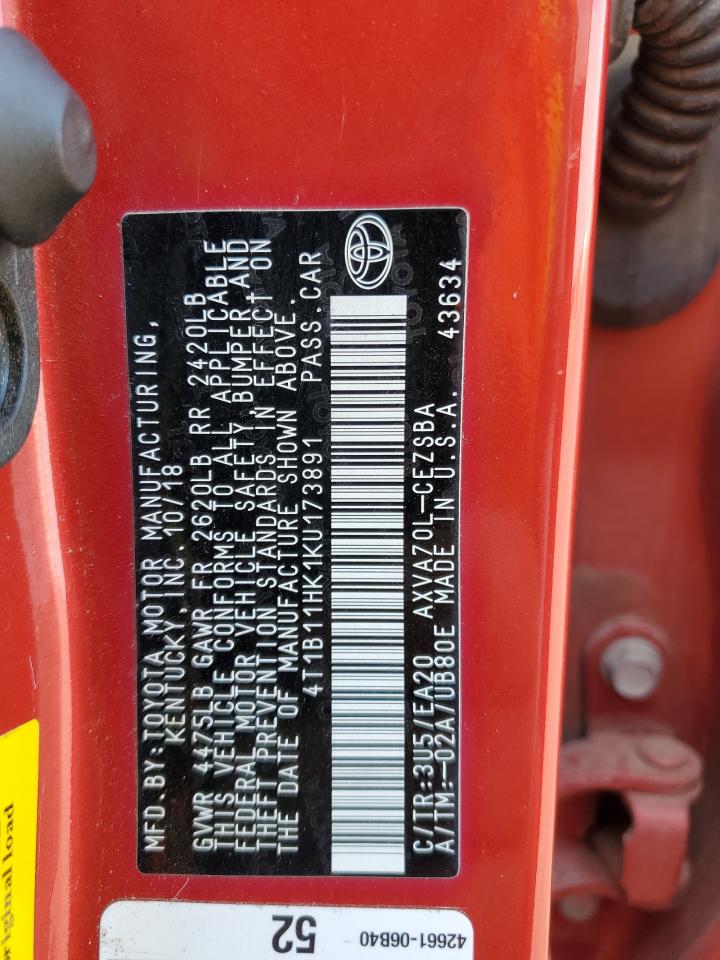 MFD.BY:TOYOTA MOTOR MANUFACTURING,
KENTUCKY,INC 10/18
GVWR 4475LB GAWR FR 2620LB RR 2420LB
THIS VEHICLE CONFORMS TO ALL APPLICABLE
FEDERAL MOTOR VEHICLE SAFETY,BUMPER AND
THEFT PREVENTION STANDARDS IN EFFECT ON
THE DATE OF MANUFACTURE SHOWN ABOVE.
4T1B11HK1KU173891 PASS.CAR
C/TR:3U5/EA20 AXVA70L-CEZSBA
A/TM:-02A/UB80E MADE IN U.S.A. 43634
52
42661-06B40
iginal load